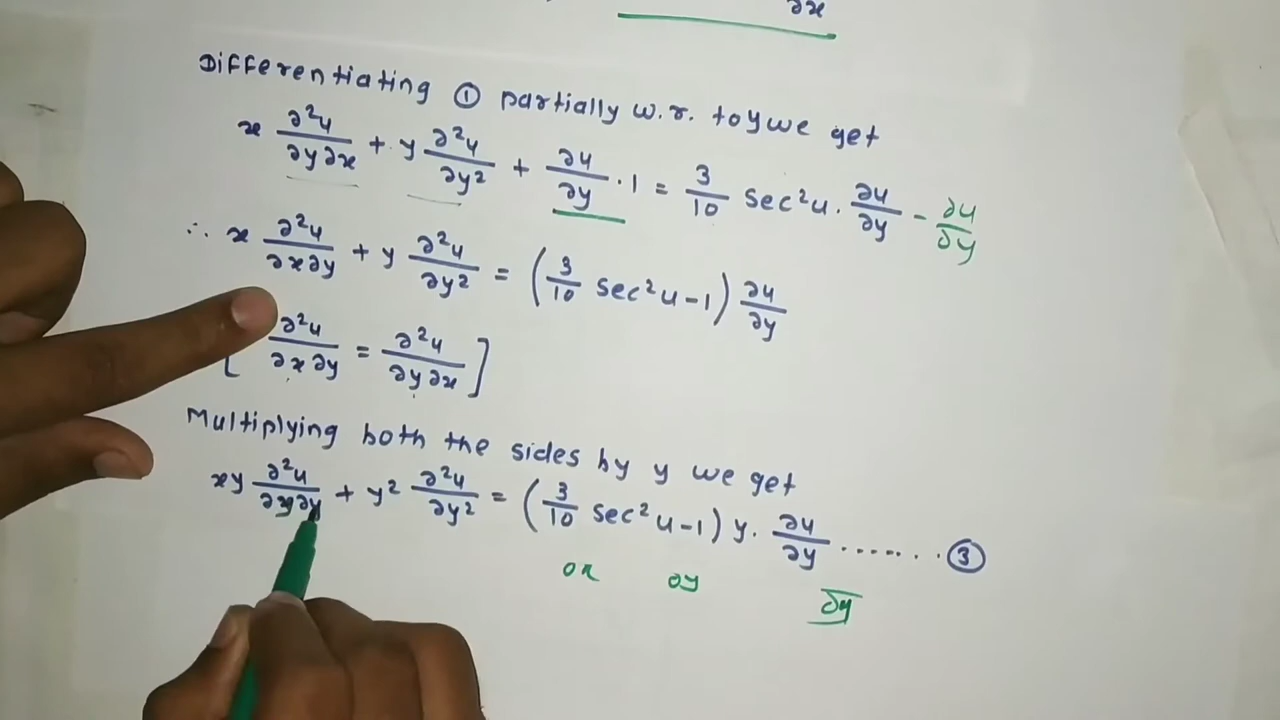 ∂x
Differentiating ① partially w.r. to y we get
x ∂²u/∂y∂x + y ∂²u/∂y² + ∂u/∂y · 1 = 3/10 sec²u · ∂u/∂y - ∂u/∂y
∴ x ∂²u/∂x∂y + y ∂²u/∂y² = (3/10 sec²u - 1) ∂u/∂y
[ ∂²u/∂x∂y = ∂²u/∂y∂x ]
Multiplying both the sides by y we get
xy ∂²u/∂x∂y + y² ∂²u/∂y² = (3/10 sec²u - 1) y. ∂u/∂y ....... ③
∂x ∂y ∂y